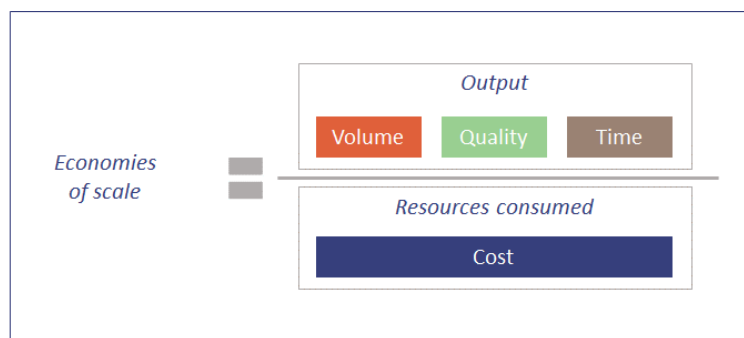 Output
Volume Quality Time
Economies
of scale
Resources consumed
Cost